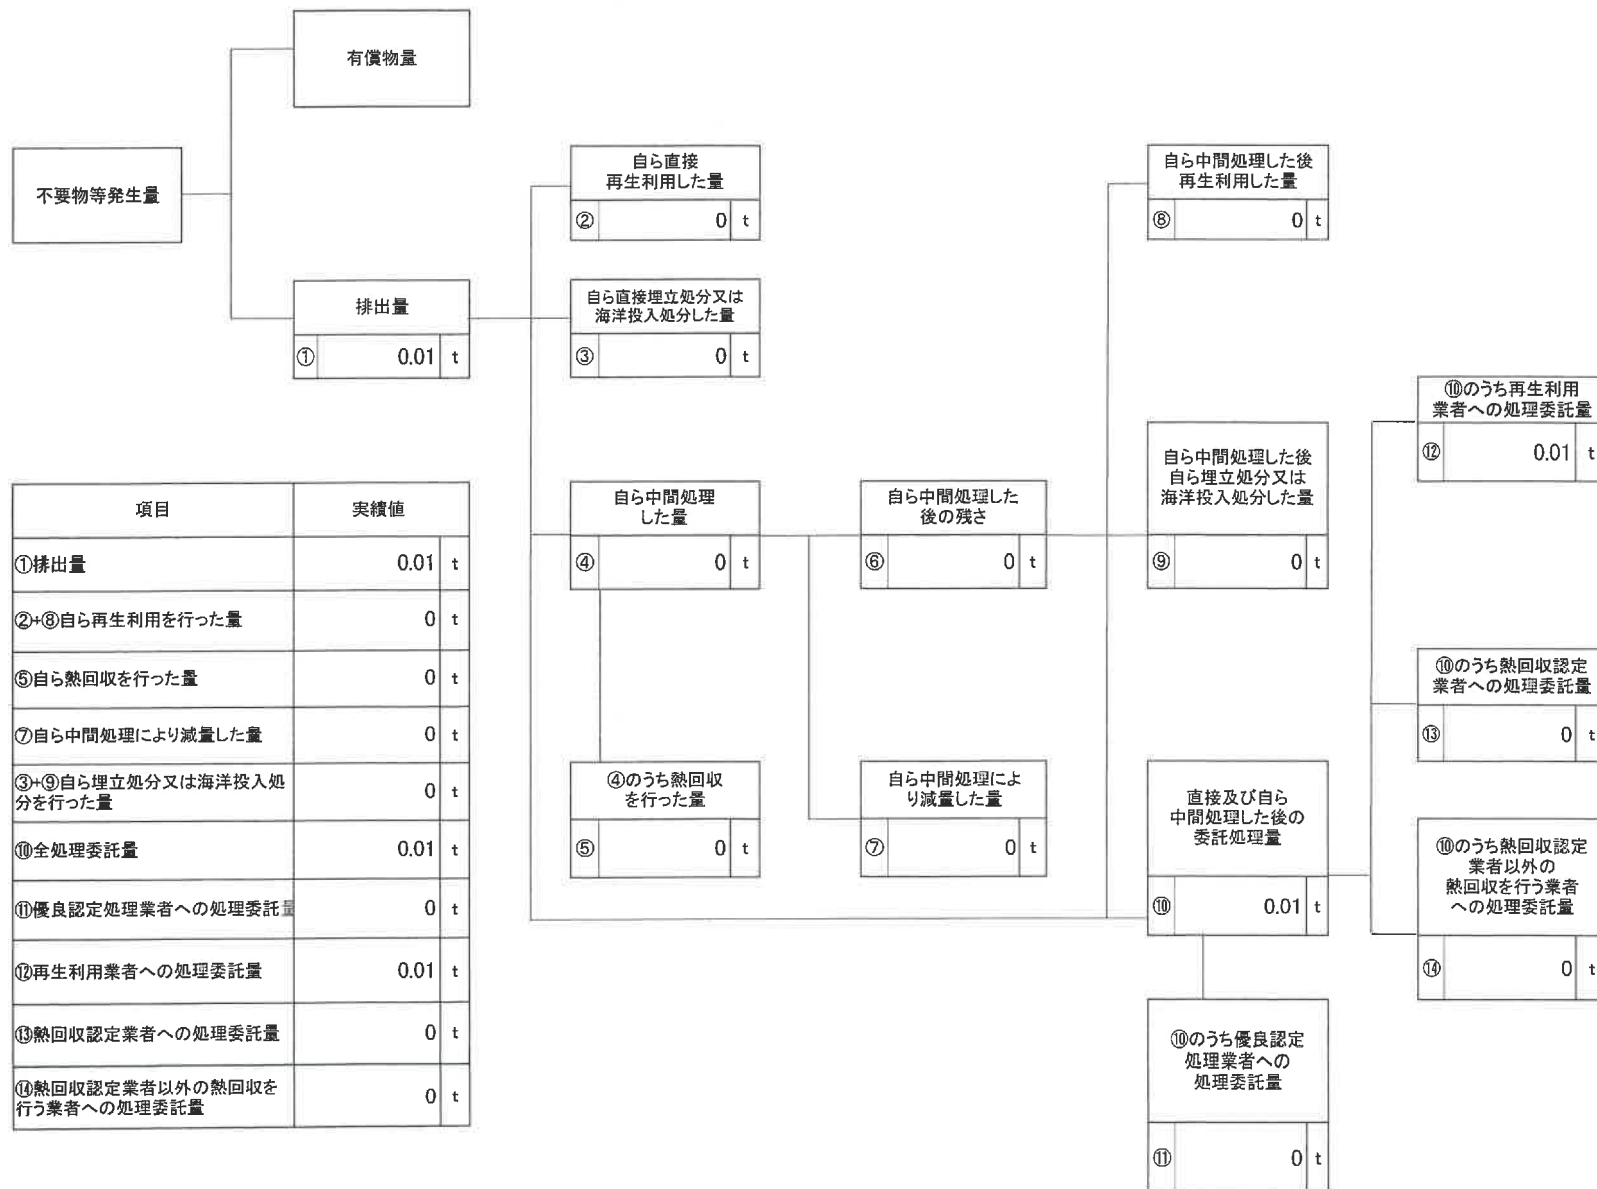 有償物量
不要物等発生量
排出量
① 0.01 t
自ら直接
再生利用した量
② 0 t
自ら直接埋立処分又は
海洋投入処分した量
③ 0 t
自ら中間処理
した量
④ 0 t
④のうち熱回収
を行った量
⑤ 0 t
自ら中間処理した
後の残さ
⑥ 0 t
自ら中間処理によ
り減量した量
⑦ 0 t
自ら中間処理した後
再生利用した量
⑧ 0 t
自ら中間処理した後
自ら埋立処分又は
海洋投入処分した量
⑨ 0 t
直接及び自ら
中間処理した後の
委託処理量
⑩ 0.01 t
⑩のうち優良認定
処理業者への
処理委託量
⑪ 0 t
⑩のうち再生利用
業者への処理委託量
⑫ 0.01 t
⑩のうち熱回収認定
業者への処理委託量
⑬ 0 t
⑩のうち熱回収認定
業者以外の
熱回収を行う業者
への処理委託量
⑭ 0 t
項目 実績値
①排出量 0.01 t
②+⑧自ら再生利用を行った量 0 t
⑤自ら熱回収を行った量 0 t
⑦自ら中間処理により減量した量 0 t
③+⑨自ら埋立処分又は海洋投入処
分を行った量 0 t
⑩全処理委託量 0.01 t
⑪優良認定処理業者への処理委託量 0 t
⑫再生利用業者への処理委託量 0.01 t
⑬熱回収認定業者への処理委託量 0 t
⑭熱回収認定業者以外の熱回収を
行う業者への処理委託量 0 t